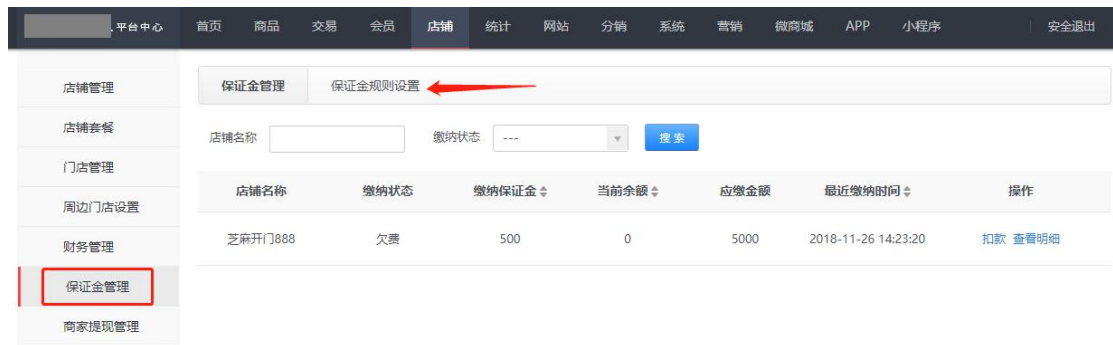 平台中心 首页 商品 交易 会员 店铺 统计 网站 分销 系统 营销 微商城 APP 小程序 安全退出
店铺管理
店铺套餐
门店管理
周边门店设置
财务管理
保证金管理
商家提现管理
保证金管理 保证金规则设置
店铺名称 缴纳状态 --- 搜索
店铺名称 缴纳状态 缴纳保证金 当前余额 应缴金额 最近缴纳时间 操作
芝麻开门888 欠费 500 0 5000 2018-11-26 14:23:20 扣款 查看明细